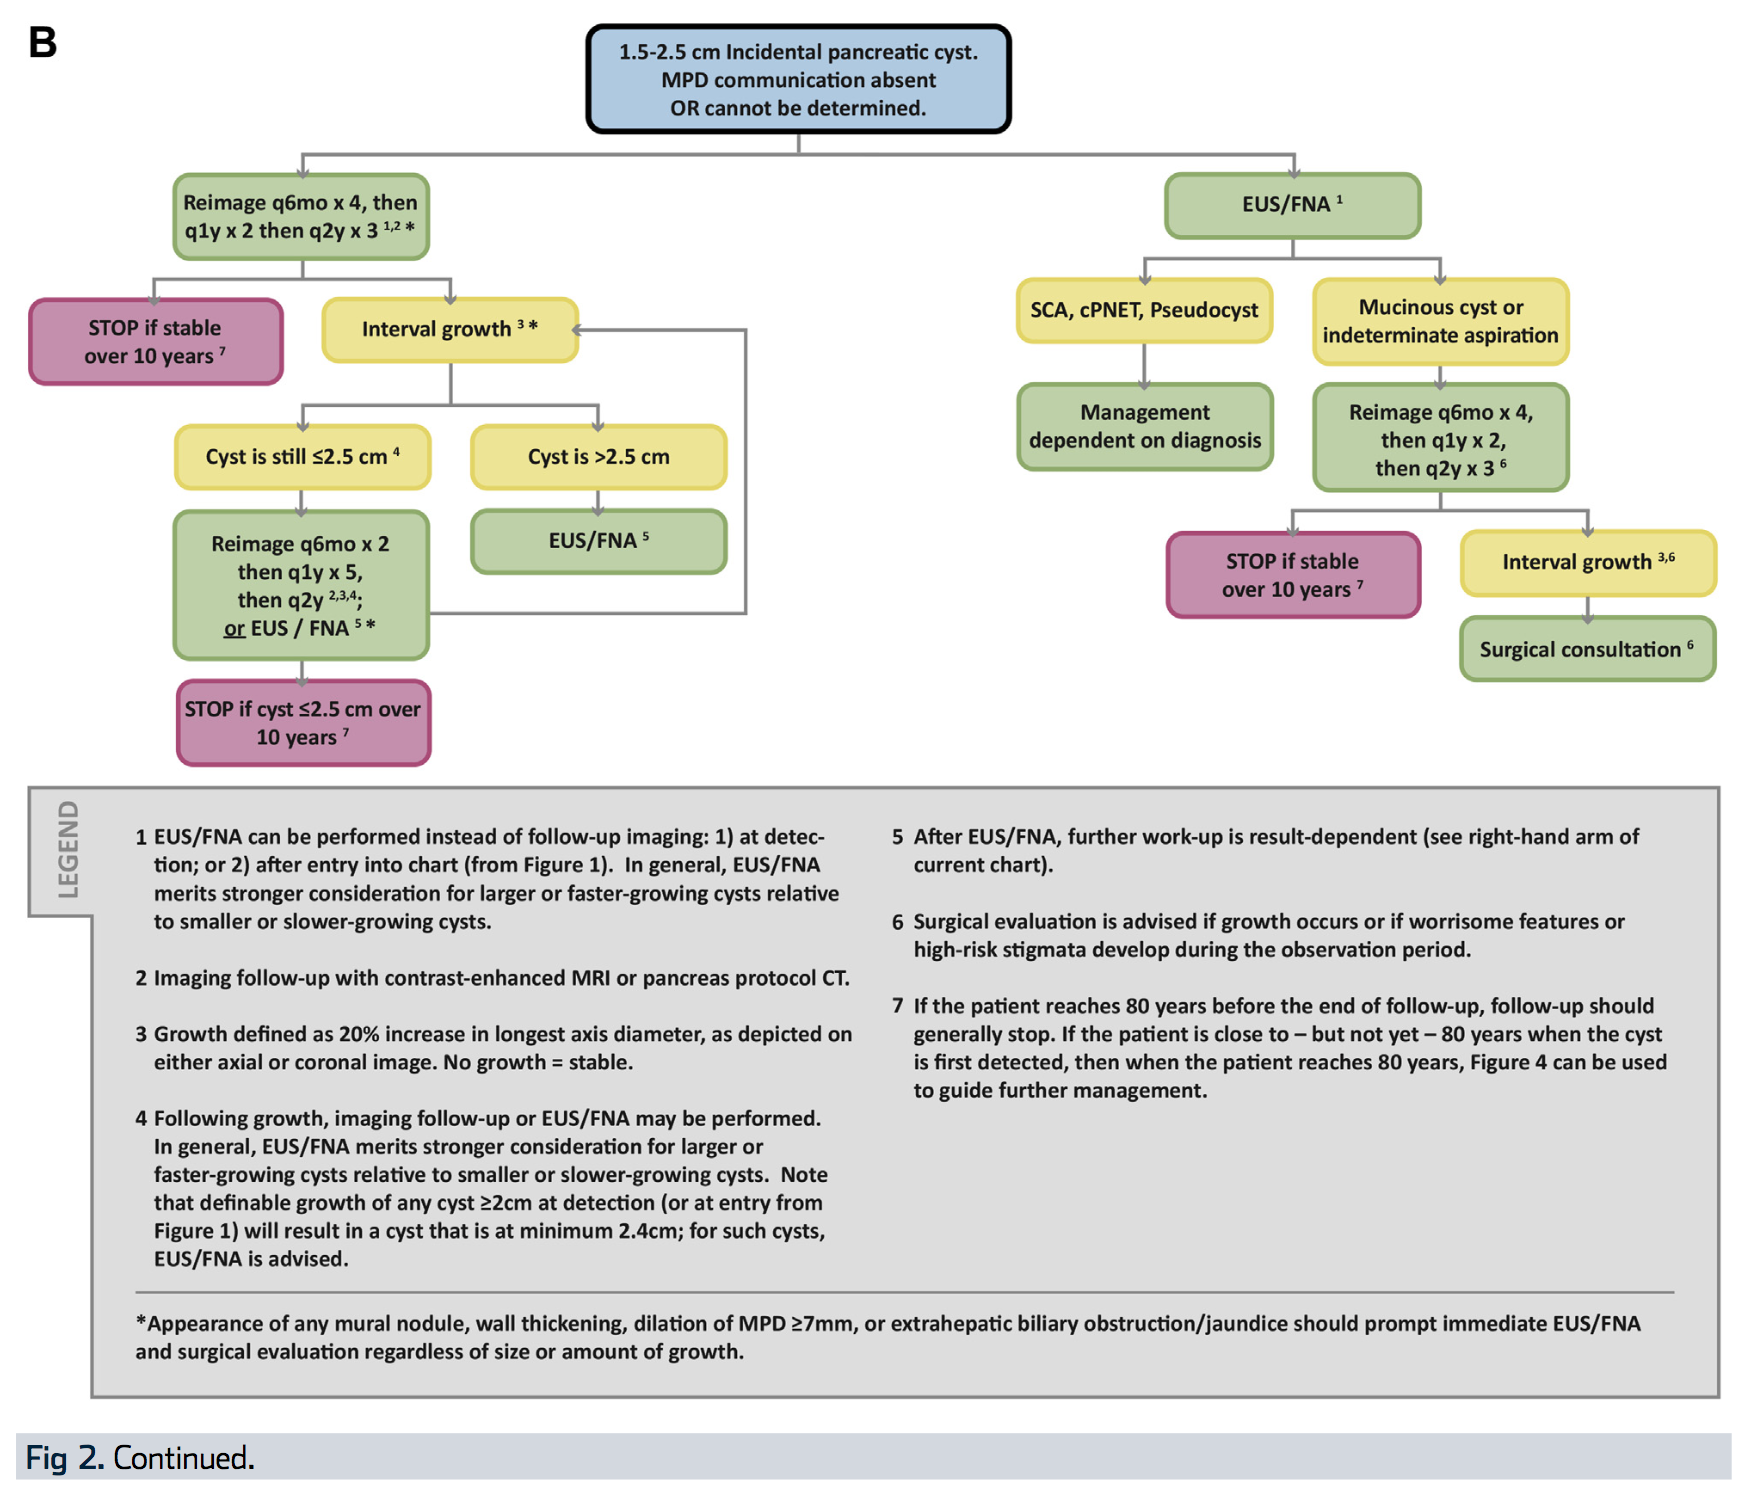 B
1.5-2.5 cm Incidental pancreatic cyst.
MPD communication absent
OR cannot be determined.
Reimage q6mo x 4, then
q1y x 2 then q2y x 3 1,2 *
EUS/FNA 1
STOP if stable
over 10 years 7
Interval growth 3 *
SCA, cPNET, Pseudocyst
Mucinous cyst or
indeterminate aspiration
Cyst is still ≤2.5 cm 4
Cyst is >2.5 cm
Management
dependent on diagnosis
Reimage q6mo x 4,
then q1y x 2,
then q2y x 3 6
Reimage q6mo x 2
then q1y x 5,
then q2y 2,3,4;
or EUS / FNA 5 *
EUS/FNA 5
STOP if stable
over 10 years 7
Interval growth 3,6
Surgical consultation 6
STOP if cyst ≤2.5 cm over
10 years 7
LEGEND
1 EUS/FNA can be performed instead of follow-up imaging: 1) at detec-
tion; or 2) after entry into chart (from Figure 1). In general, EUS/FNA
merits stronger consideration for larger or faster-growing cysts relative
to smaller or slower-growing cysts.
2 Imaging follow-up with contrast-enhanced MRI or pancreas protocol CT.
3 Growth defined as 20% increase in longest axis diameter, as depicted on
either axial or coronal image. No growth = stable.
4 Following growth, imaging follow-up or EUS/FNA may be performed.
In general, EUS/FNA merits stronger consideration for larger or
faster-growing cysts relative to smaller or slower-growing cysts. Note
that definable growth of any cyst ≥2cm at detection (or at entry from
Figure 1) will result in a cyst that is at minimum 2.4cm; for such cysts,
EUS/FNA is advised.
5 After EUS/FNA, further work-up is result-dependent (see right-hand arm of
current chart).
6 Surgical evaluation is advised if growth occurs or if worrisome features or
high-risk stigmata develop during the observation period.
7 If the patient reaches 80 years before the end of follow-up, follow-up should
generally stop. If the patient is close to – but not yet – 80 years when the cyst
is first detected, then when the patient reaches 80 years, Figure 4 can be used
to guide further management.
*Appearance of any mural nodule, wall thickening, dilation of MPD ≥7mm, or extrahepatic biliary obstruction/jaundice should prompt immediate EUS/FNA
and surgical evaluation regardless of size or amount of growth.
Fig 2. Continued.